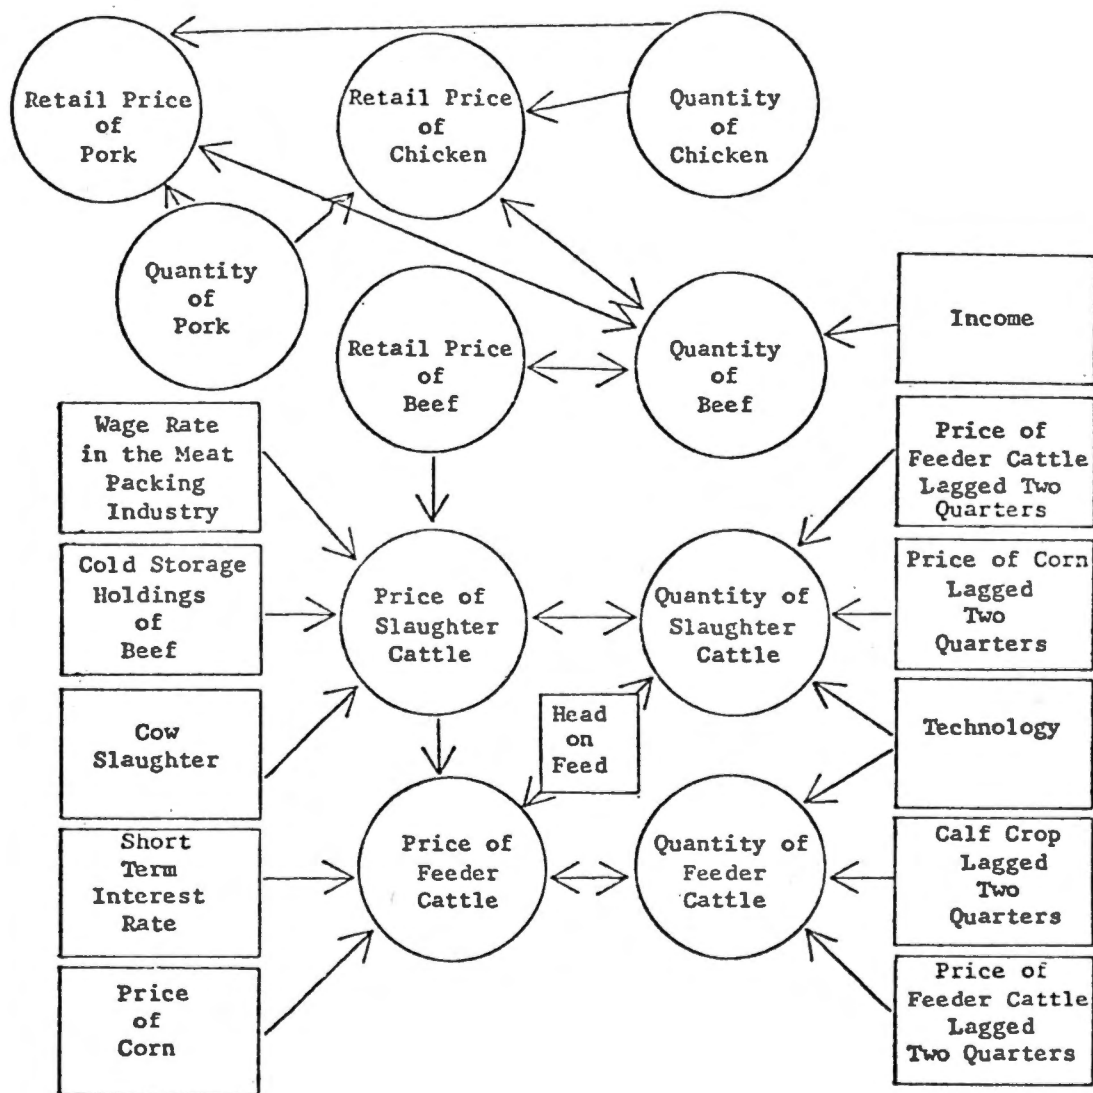 Retail Price
of
Pork
Retail Price
of
Chicken
Quantity
of
Chicken
Quantity
of
Pork
Retail Price
of
Beef
Quantity
of
Beef
Income
Wage Rate
in the Meat
Packing
Industry
Price of
Feeder Cattle
Lagged Two
Quarters
Cold Storage
Holdings
of
Beef
Price of
Slaughter
Cattle
Quantity of
Slaughter
Cattle
Price of Corn
Lagged
Two
Quarters
Cow
Slaughter
Head
on
Feed
Technology
Short
Term
Interest
Rate
Price of
Feeder
Cattle
Quantity of
Feeder
Cattle
Calf Crop
Lagged
Two
Quarters
Price
of
Corn
Price of
Feeder Cattle
Lagged
Two Quarters